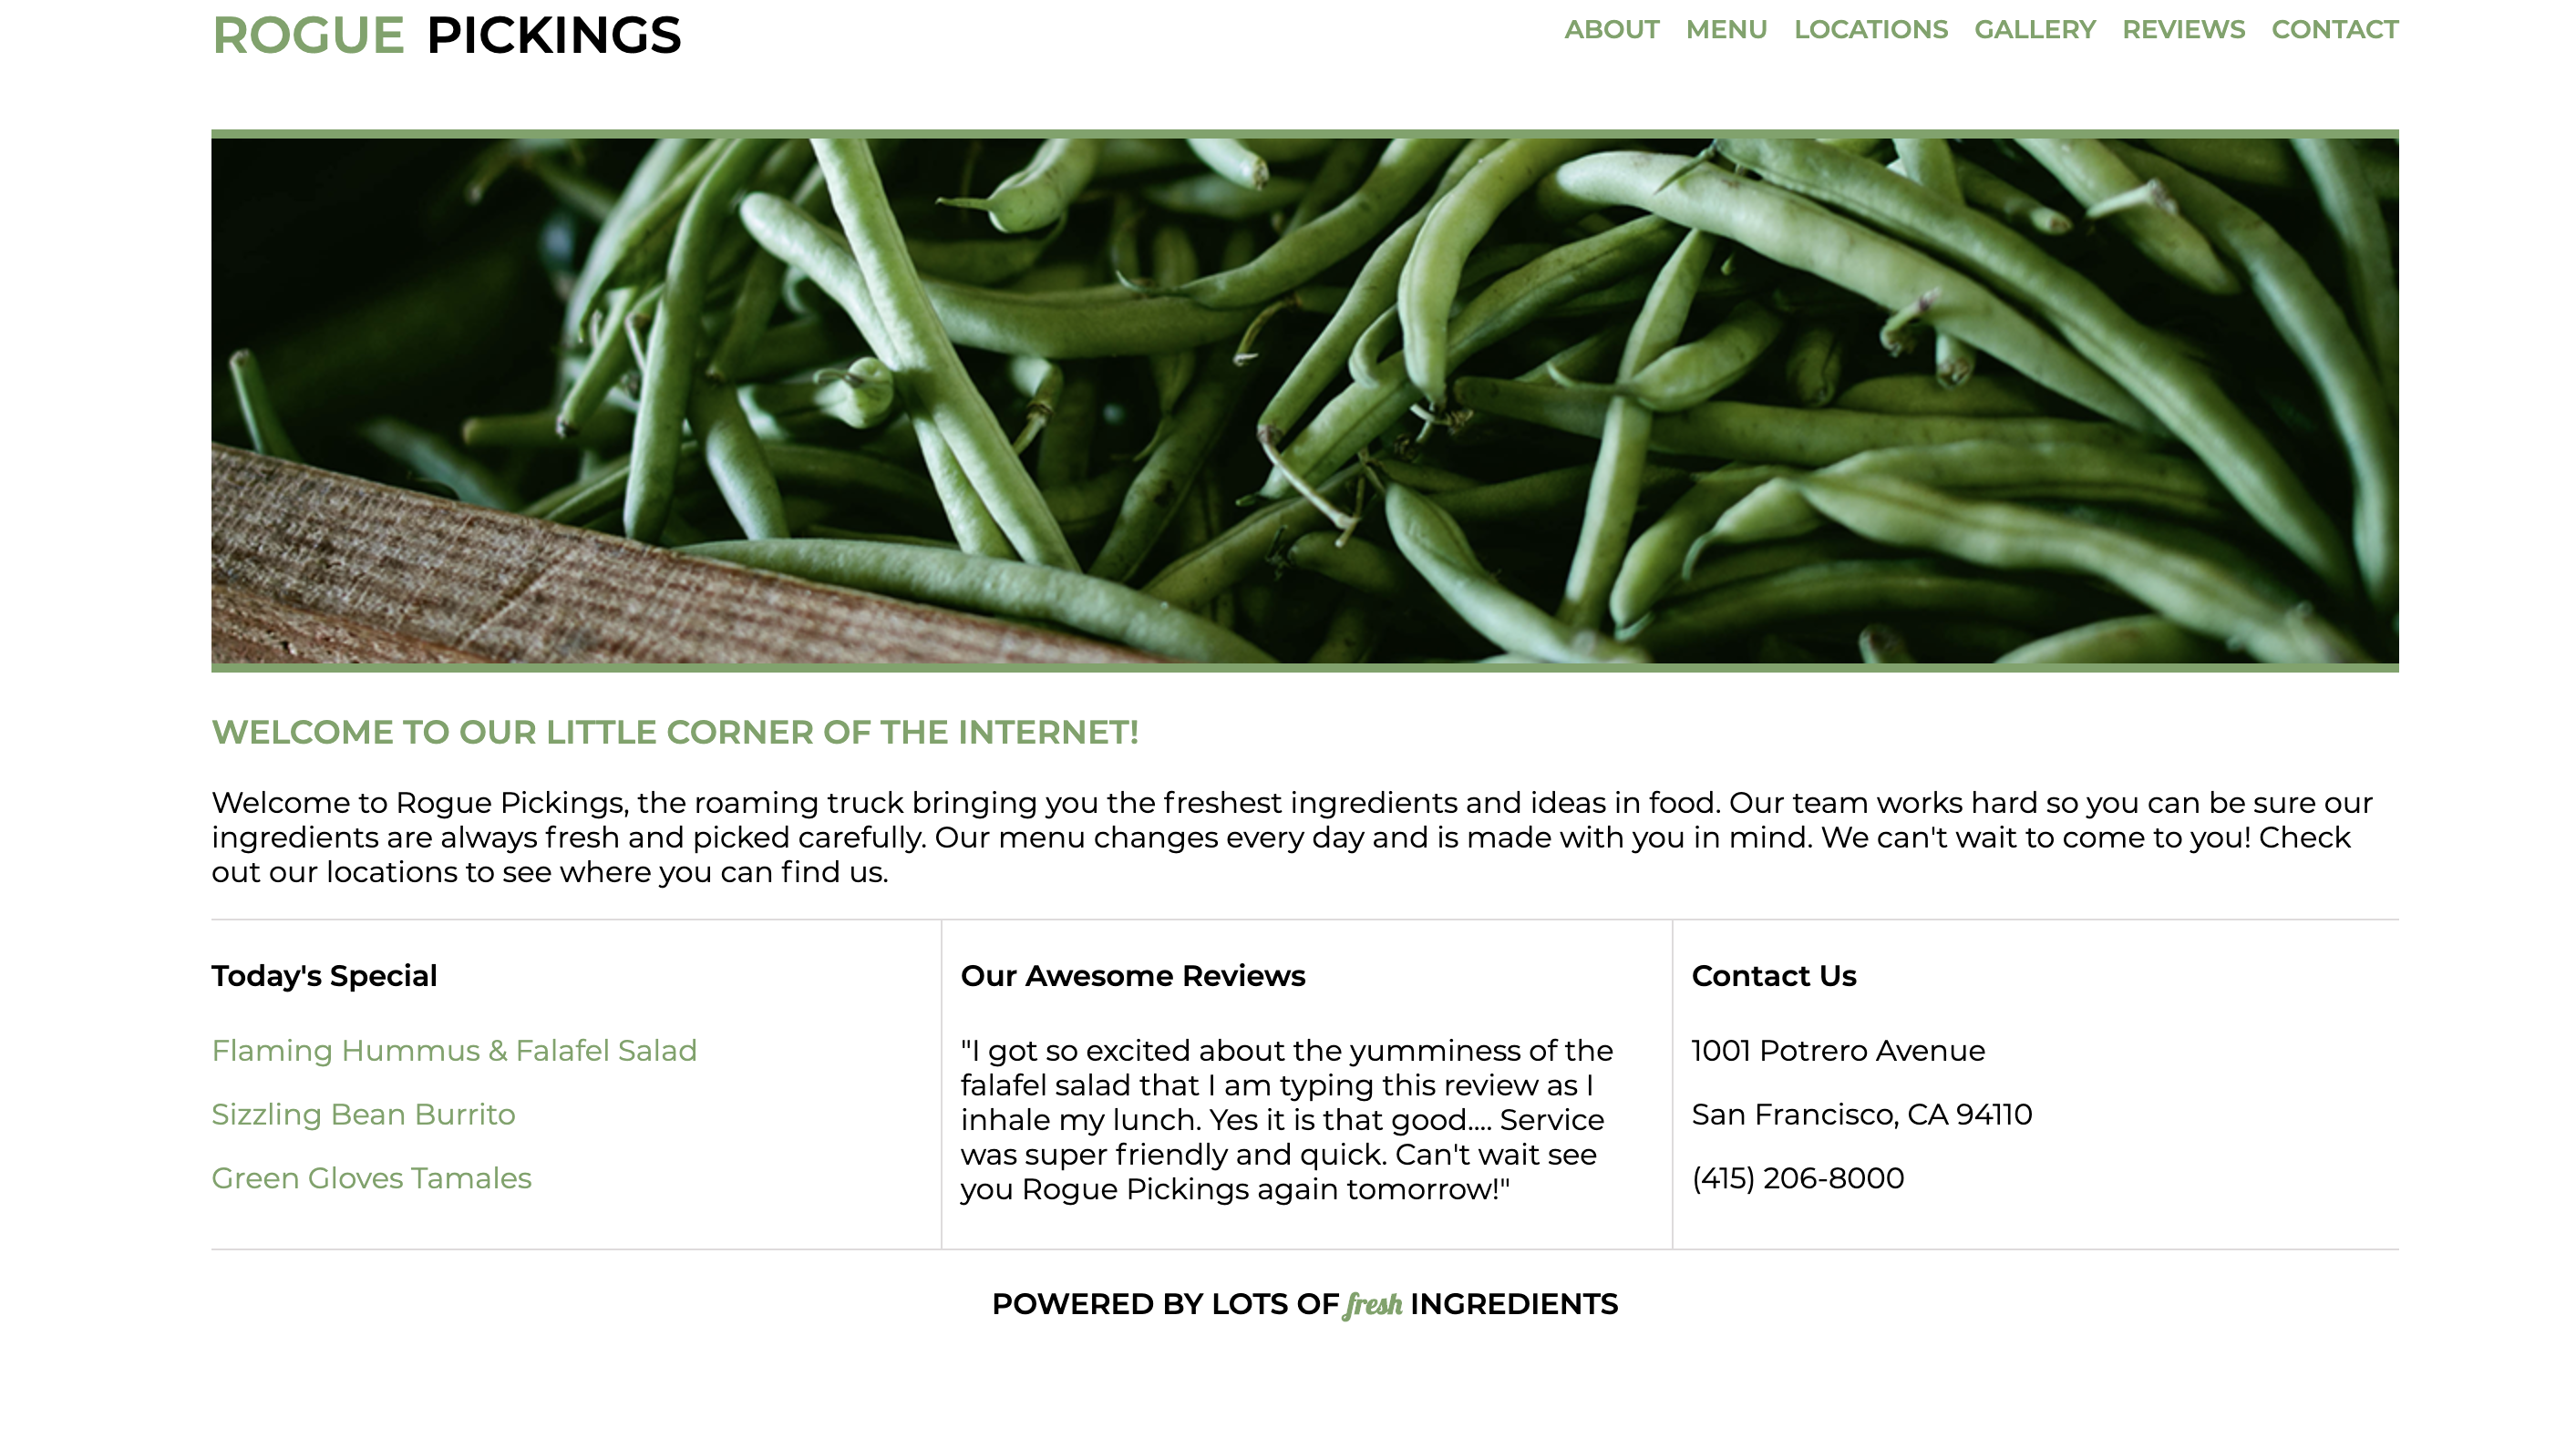 ROGUE PICKINGS
ABOUT MENU LOCATIONS GALLERY REVIEWS CONTACT
WELCOME TO OUR LITTLE CORNER OF THE INTERNET!
Welcome to Rogue Pickings, the roaming truck bringing you the freshest ingredients and ideas in food. Our team works hard so you can be sure our
ingredients are always fresh and picked carefully. Our menu changes every day and is made with you in mind. We can't wait to come to you! Check
out our locations to see where you can find us.
Today's Special
Flaming Hummus & Falafel Salad
Sizzling Bean Burrito
Green Gloves Tamales
Our Awesome Reviews
"I got so excited about the yumminess of the
falafel salad that I am typing this review as I
inhale my lunch. Yes it is that good.... Service
was super friendly and quick. Can't wait see
you Rogue Pickings again tomorrow!"
Contact Us
1001 Potrero Avenue
San Francisco, CA 94110
(415) 206-8000
POWERED BY LOTS OF fresh INGREDIENTS